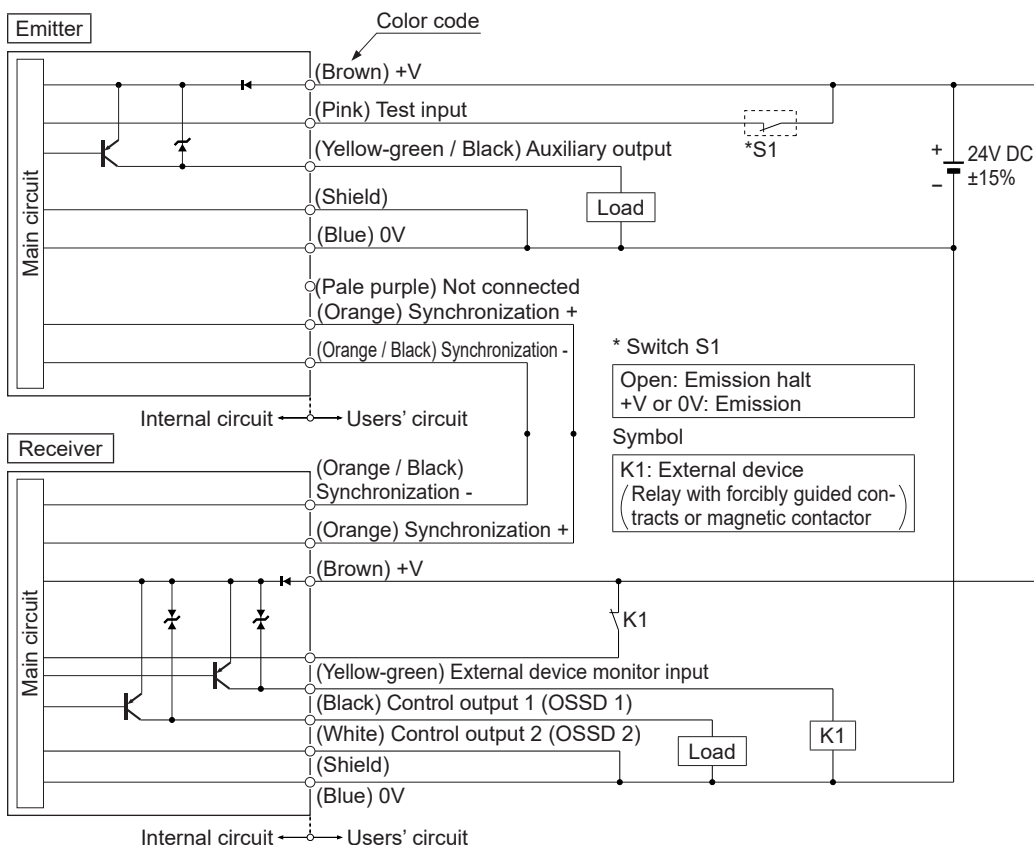 Emitter
Color code
Main circuit
(Brown) +V
(Pink) Test input
*S1
(Yellow-green / Black) Auxiliary output
+
24V DC
−
±15%
Load
(Shield)
(Blue) 0V
(Pale purple) Not connected
(Orange) Synchronization +
(Orange / Black) Synchronization -
* Switch S1
Open: Emission halt
+V or 0V: Emission
Internal circuit
Users' circuit
Symbol
K1: External device
(Relay with forcibly guided con-
tracts or magnetic contactor)
Receiver
Main circuit
(Orange / Black)
Synchronization -
(Orange) Synchronization +
(Brown) +V
K1
(Yellow-green) External device monitor input
(Black) Control output 1 (OSSD 1)
(White) Control output 2 (OSSD 2)
Load
K1
(Shield)
(Blue) 0V
Internal circuit
Users' circuit